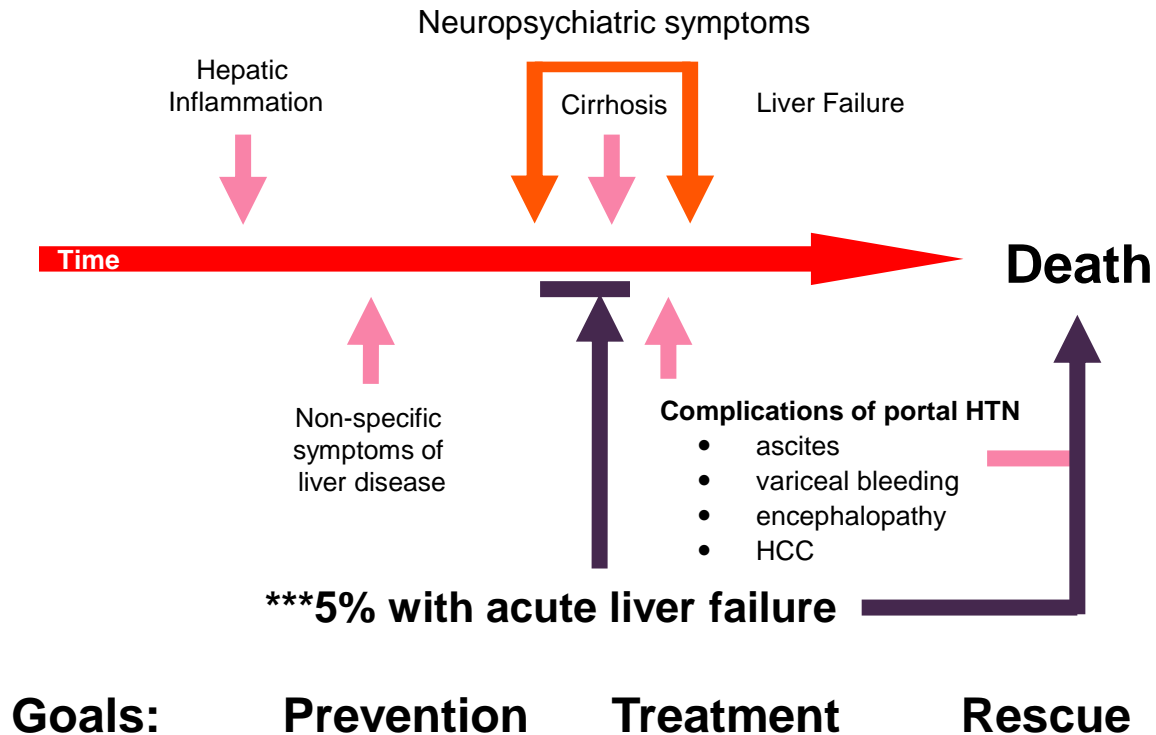 Neuropsychiatric symptoms
Hepatic
Inflammation
Cirrhosis
Liver Failure
Time
Death
Non-specific
symptoms of
liver disease
Complications of portal HTN
• ascites
• variceal bleeding
• encephalopathy
• HCC
***5% with acute liver failure
Goals: Prevention Treatment Rescue